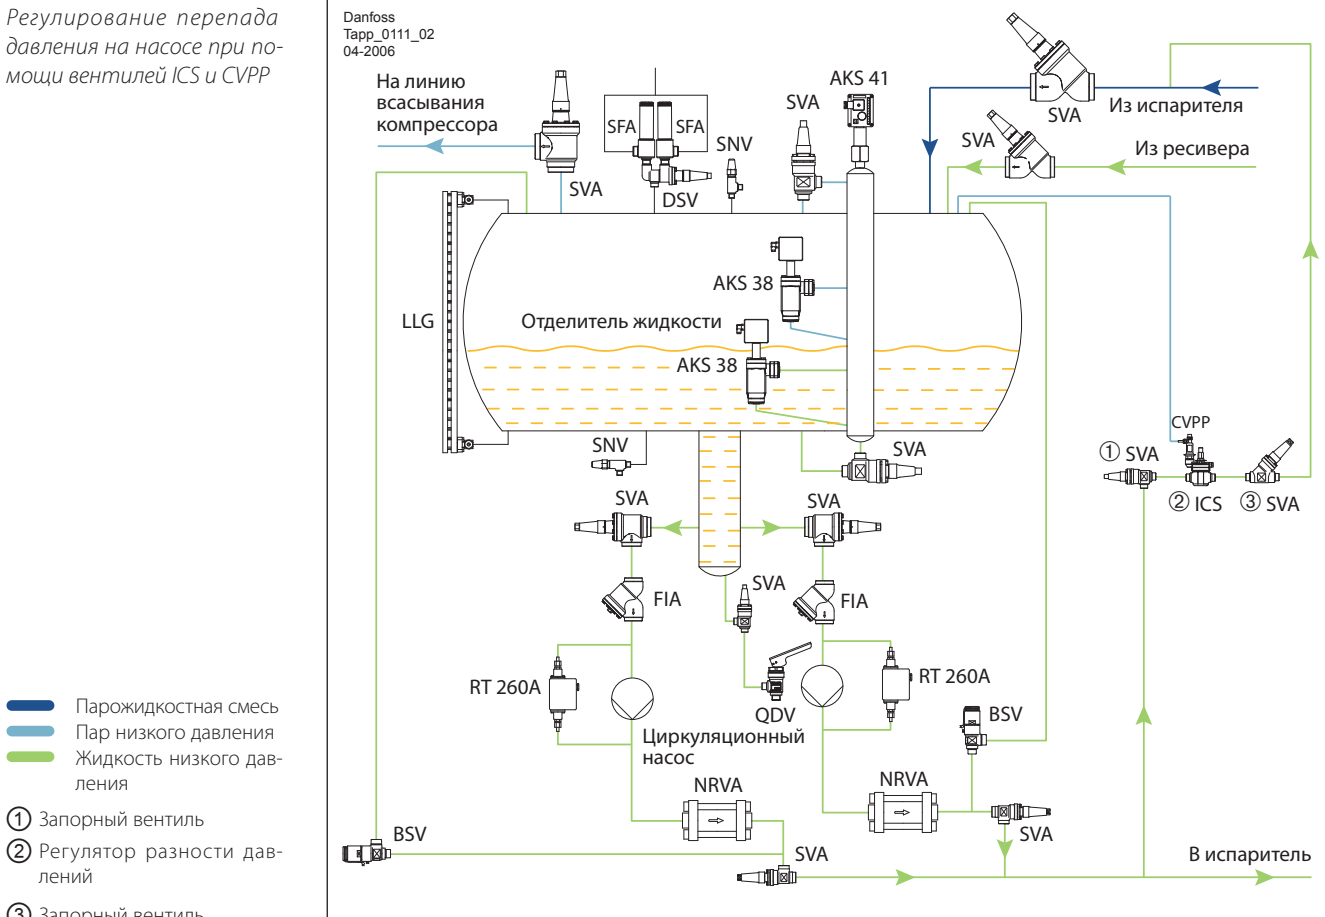 Регулирование перепада
давления на насосе при по-
мощи вентилей ICS и CVPP
Парожидкостная смесь
Пар низкого давления
Жидкость низкого дав-
ления
1 Запорный вентиль
2 Регулятор разности дав-
лений
3 Запорный вентиль
Danfoss
Tapp_0111_02
04-2006
На линию
всасывания
компрессора
SVA
SFA
SFA
DSV
SNV
SVA
AKS 41
SVA
Из испарителя
SVA
Из ресивера
LLG
AKS 38
Отделитель жидкости
AKS 38
SNV
SVA
CVPP
1 SVA
2 ICS
3 SVA
SVA
SVA
FIA
SVA
FIA
RT 260A
QDV
RT 260A
BSV
Циркуляционный
насос
NRVA
NRVA
BSV
SVA
SVA
В испаритель